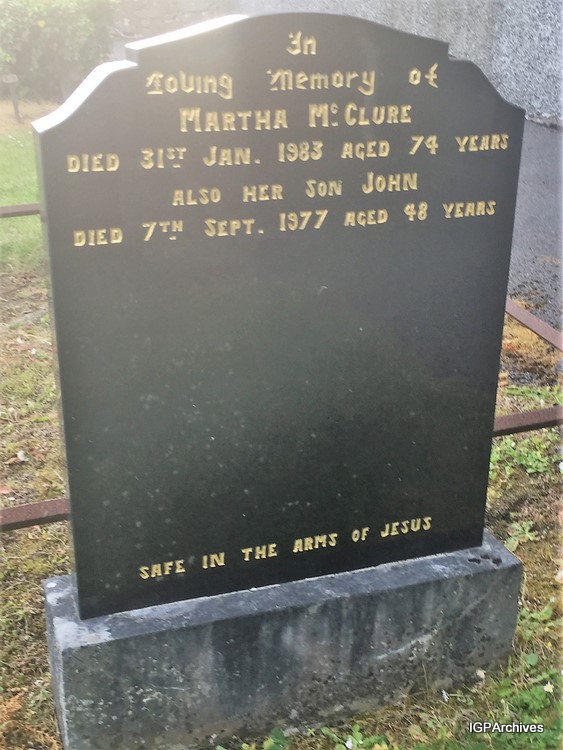 In
Loving Memory of
MARTHA McCLURE
DIED 31ST JAN. 1983 AGED 74 YEARS
ALSO HER SON JOHN
DIED 7TH SEPT. 1977 AGED 48 YEARS
SAFE IN THE ARMS OF JESUS
IGPArchives